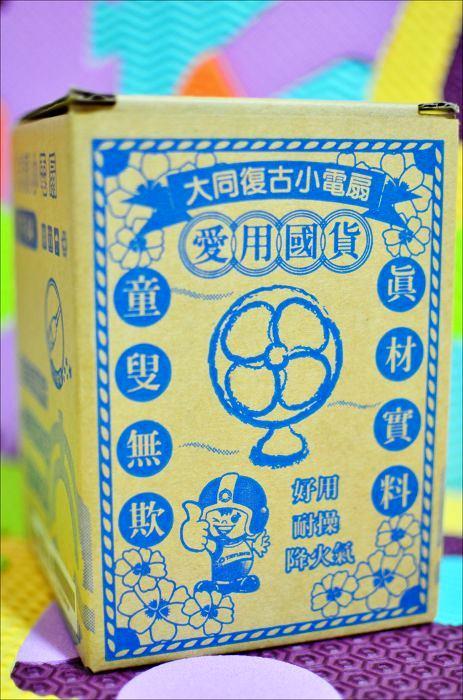 大同復古小電扇
愛用國貨
真材實料
童叟無欺
好用
耐操
降火氣